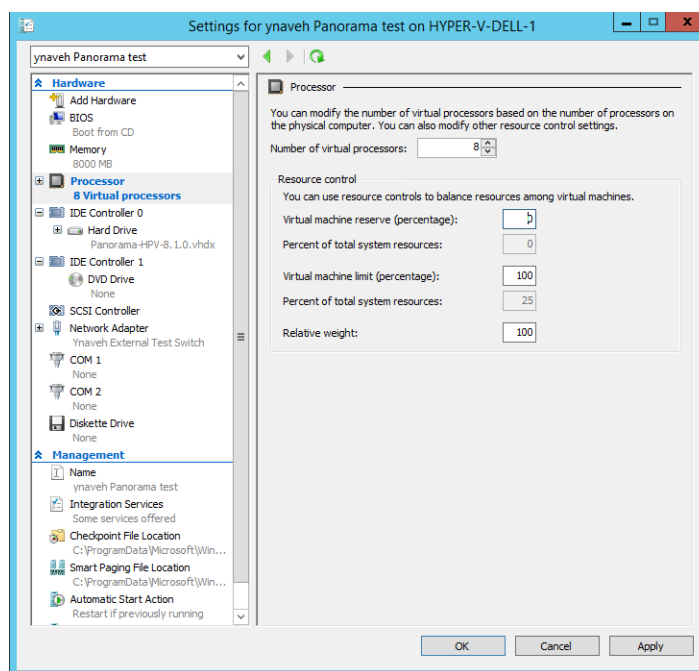 Settings for ynaveh Panorama test on HYPER-V-DELL-1
ynaveh Panorama test
Hardware
Add Hardware
BIOS
Boot from CD
Memory
8000 MB
Processor
8 Virtual processors
IDE Controller 0
Hard Drive
Panorama-HPV-8.1.0.vhdx
IDE Controller 1
DVD Drive
None
SCSI Controller
Network Adapter
Ynaveh External Test Switch
COM 1
None
COM 2
None
Diskette Drive
None
Management
Name
ynaveh Panorama test
Integration Services
Some services offered
Checkpoint File Location
C:\ProgramData\Microsoft\Win...
Smart Paging File Location
C:\ProgramData\Microsoft\Win...
Automatic Start Action
Restart if previously running
Processor
You can modify the number of virtual processors based on the number of processors on
the physical computer. You can also modify other resource control settings.
Number of virtual processors: 8
Resource control
You can use resource controls to balance resources among virtual machines.
Virtual machine reserve (percentage):
Percent of total system resources: 0
Virtual machine limit (percentage): 100
Percent of total system resources: 25
Relative weight: 100
OK Cancel Apply